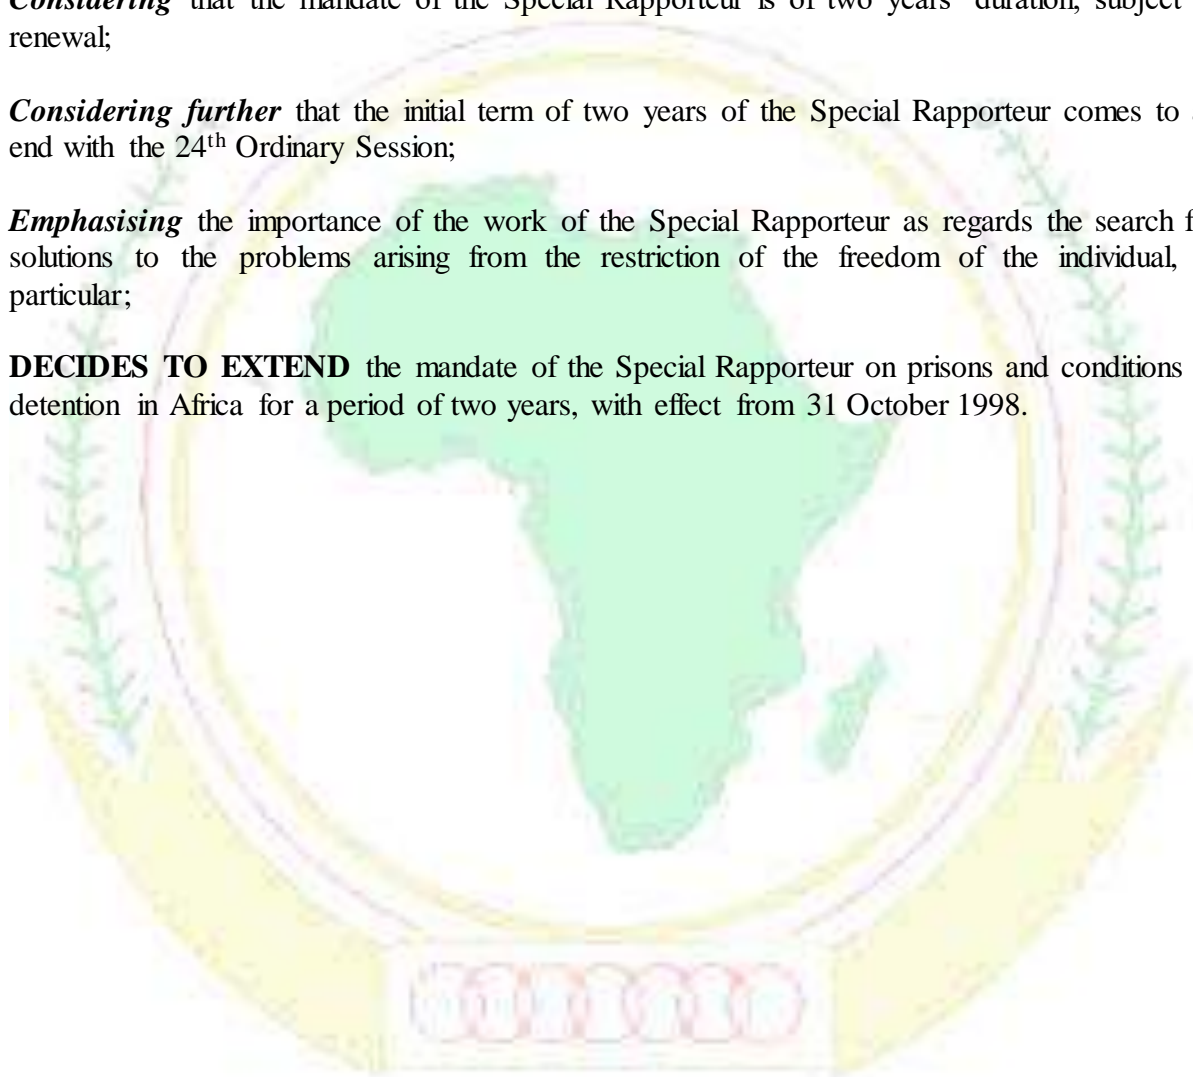 Considering that the mandate of the Special Rapporteur is of two years' duration, subject
renewal;
Considering further that the initial term of two years of the Special Rapporteur comes to
end with the 24th Ordinary Session;
Emphasising the importance of the work of the Special Rapporteur as regards the search
solutions to the problems arising from the restriction of the freedom of the individual,
particular;
DECIDES TO EXTEND the mandate of the Special Rapporteur on prisons and conditions
detention in Africa for a period of two years, with effect from 31 October 1998.